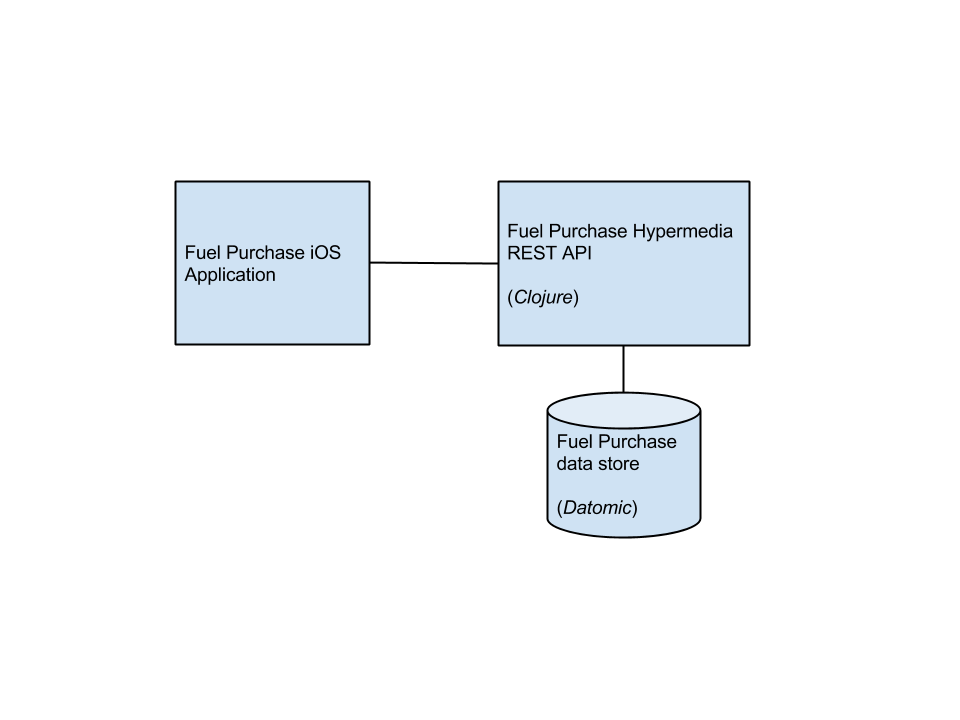 Fuel Purchase iOS
Application
Fuel Purchase Hypermedia
REST API
(Clojure)
Fuel Purchase
data store
(Datomic)